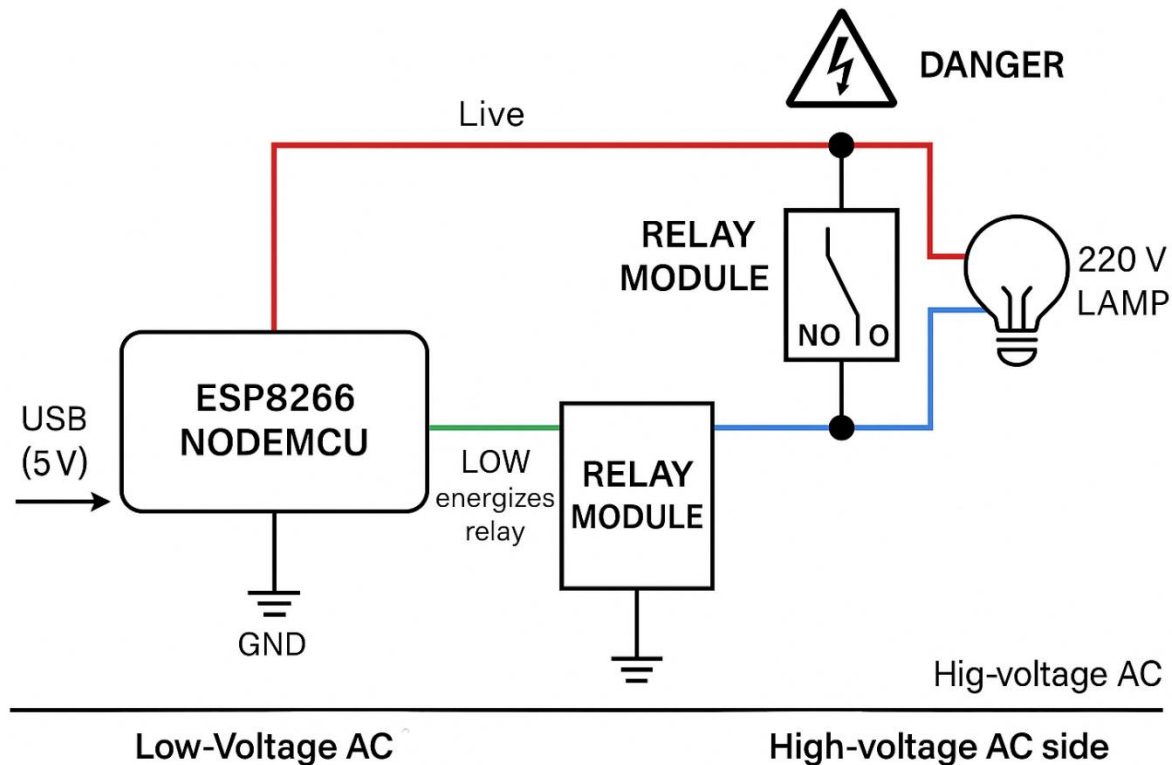 DANGER
Live
RELAY
MODULE
NO O
220 V
LAMP
ESP8266
NODEMCU
USB
(5 V)
LOW
energizes
relay
RELAY
MODULE
GND
Hig-voltage AC
Low-Voltage AC
High-voltage AC side